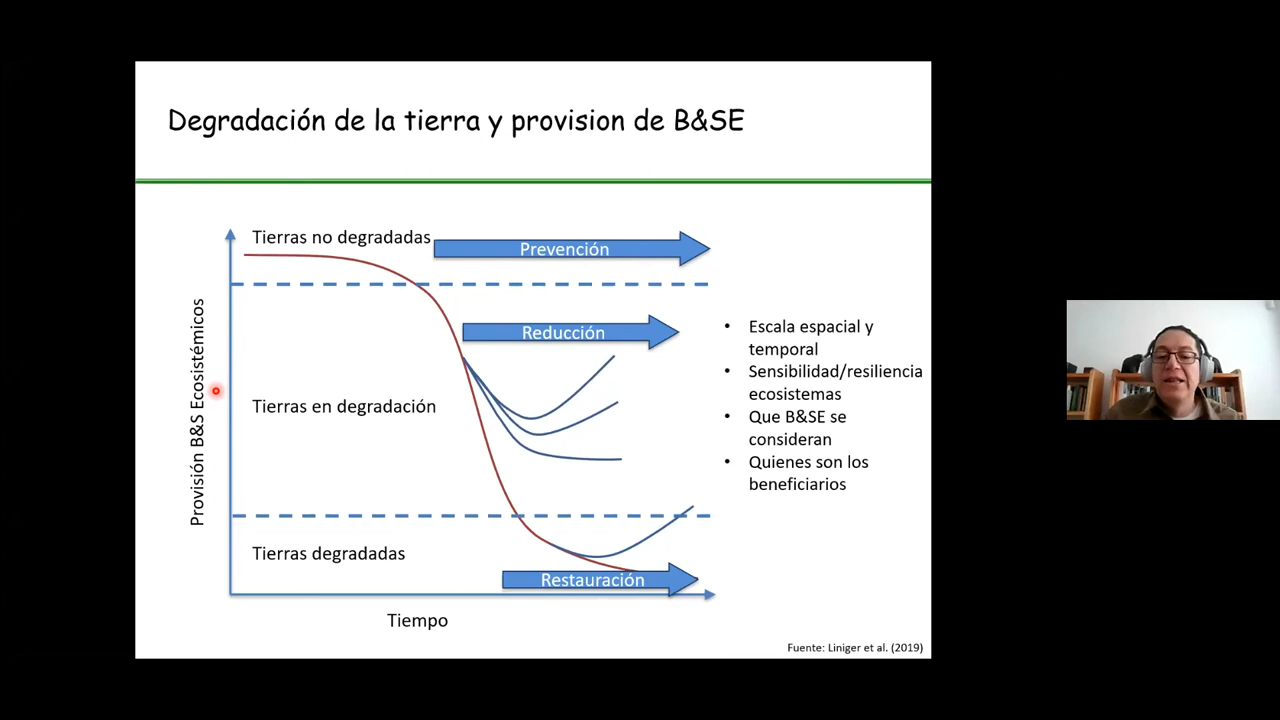 Degradación de la tierra y provision de B&SE
Tierras no degradadas
Prevención
Reducción
Provisión B&S Ecosistémicos
Tierras en degradación
Tierras degradadas
Restauración
Tiempo
• Escala espacial y
temporal
• Sensibilidad/resiliencia
ecosistemas
• Que B&SE se
consideran
• Quienes son los
beneficiarios
Fuente: Liniger et al. (2019)